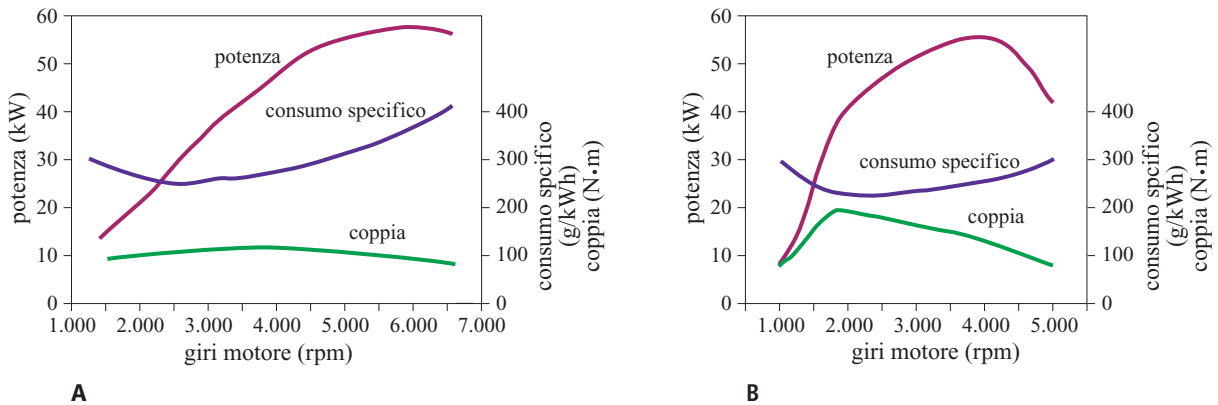 60
50
40
30
20
10
0
potenza (kW)
potenza
consumo specifico
coppia
400
300
200
100
0
consumo spcifico
(g/kWh)
coppia (N•m)
1.000 2.000 3.000 4.000 5.000 6.000 7.000
giri motore (rpm)
A
60
50
40
30
20
10
0
potenza (kW)
potenza
consumo specifico
coppia
400
300
200
100
0
consumo spcifico
(g/kWh)
coppia (N•m)
1.000 2.000 3.000 4.000 5.000
giri motore (rpm)
B